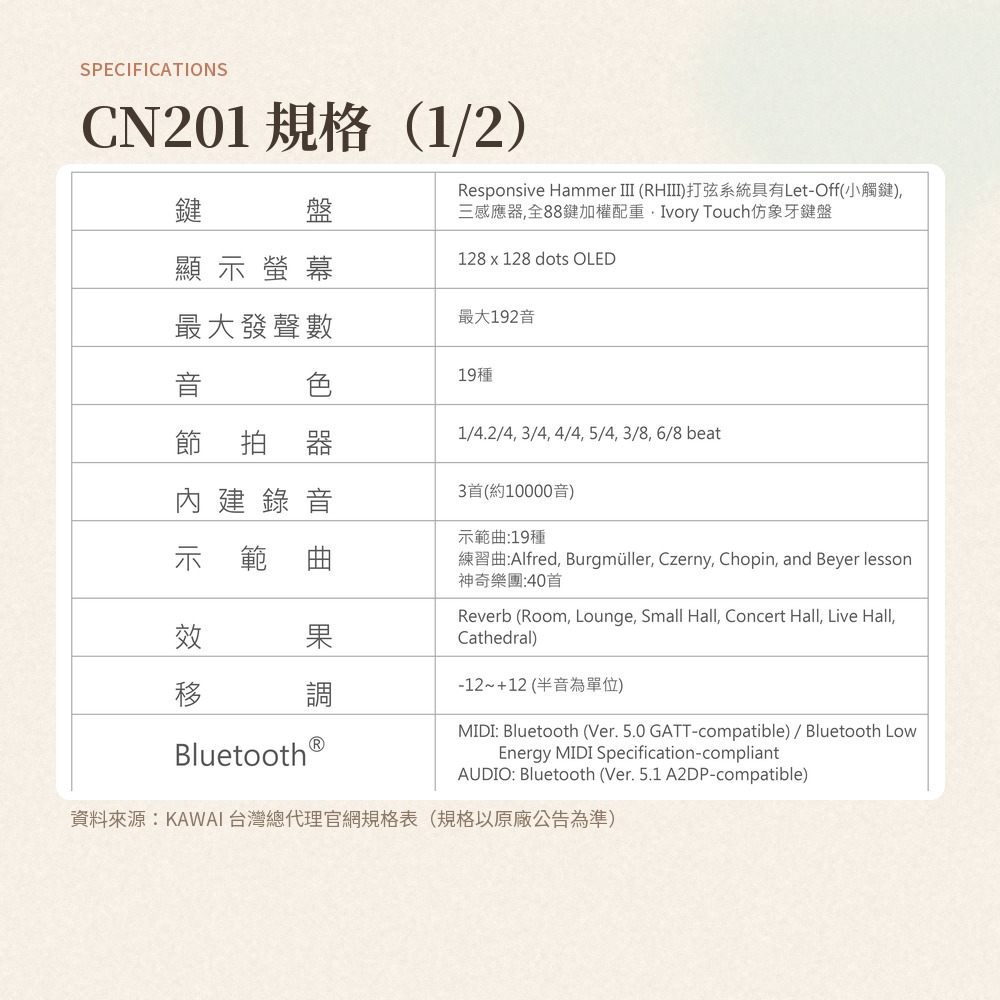 SPECIFICATIONS
CN201 規格（1/2）
鍵盤
Responsive Hammer III (RHIII)打弦系統具有Let-Off(小觸鍵),
三感應器,全88鍵加權配重．Ivory Touch仿象牙鍵盤
顯示螢幕
128 x 128 dots OLED
最大發聲數
最大192音
音色
19種
節拍器
1/4.2/4, 3/4, 4/4, 5/4, 3/8, 6/8 beat
內建錄音
3首(約10000音)
示範曲
示範曲:19種
練習曲:Alfred, Burgmüller, Czerny, Chopin, and Beyer lesson
神奇樂團:40首
效果
Reverb (Room, Lounge, Small Hall, Concert Hall, Live Hall,
Cathedral)
移調
-12~+12 (半音為單位)
Bluetooth®
MIDI: Bluetooth (Ver. 5.0 GATT-compatible) / Bluetooth Low
Energy MIDI Specification-compliant
AUDIO: Bluetooth (Ver. 5.1 A2DP-compatible)
資料來源：KAWAI 台灣總代理官網規格表（規格以原廠公告為準）